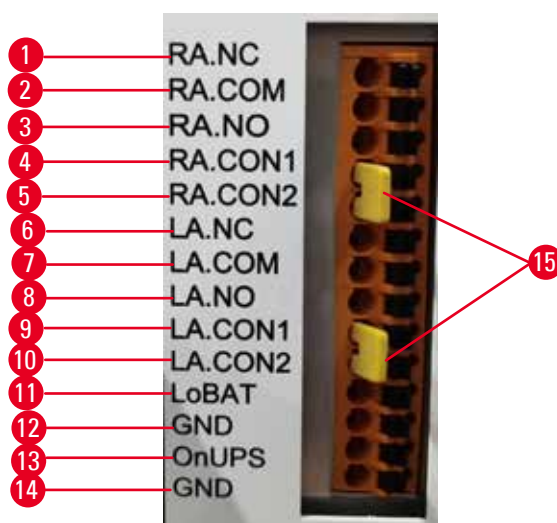 1 RA.NC
2 RA.COM
3 RA.NO
4 RA.CON1
5 RA.CON2
6 LA.NC
7 LA.COM
8 LA.NO
9 LA.CON1
10 LA.CON2
11 LoBAT
12 GND
13 OnUPS
14 GND
15